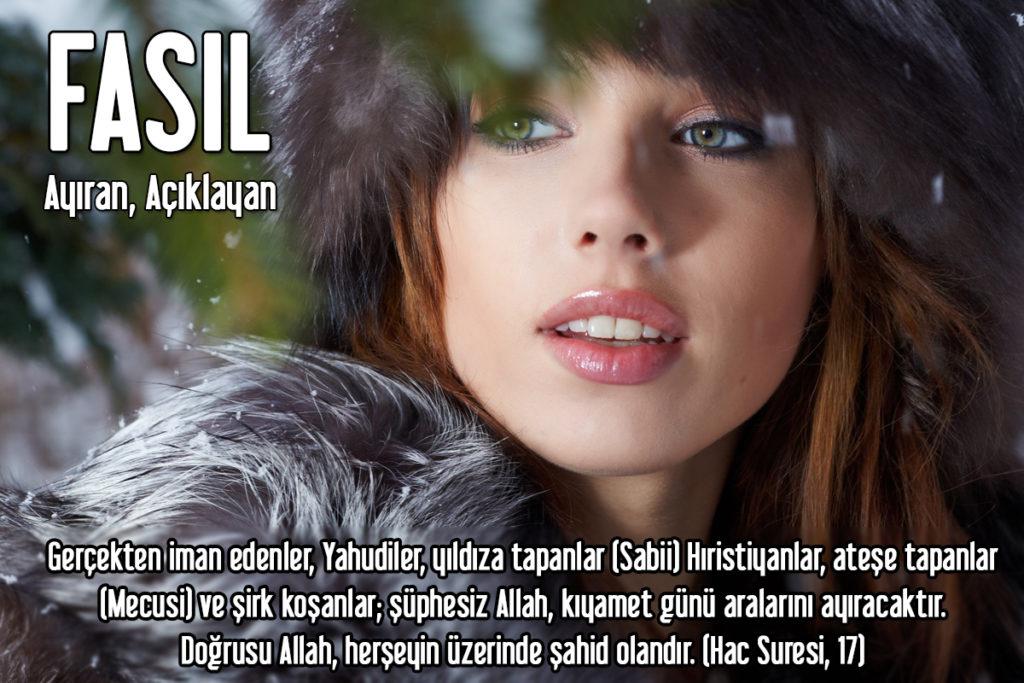 FASIL
Ayıran, Açıklayan
Gerçekten iman edenler, Yahudiler, yıldıza tapanlar (Sabii) Hıristiyanlar, ateşe tapanlar
(Mecusi) ve şirk koşanlar; şüphesiz Allah, kıyamet günü aralarını ayıracaktır.
Doğrusu Allah, herşeyin üzerinde şahid olandır. (Hac Suresi, 17)